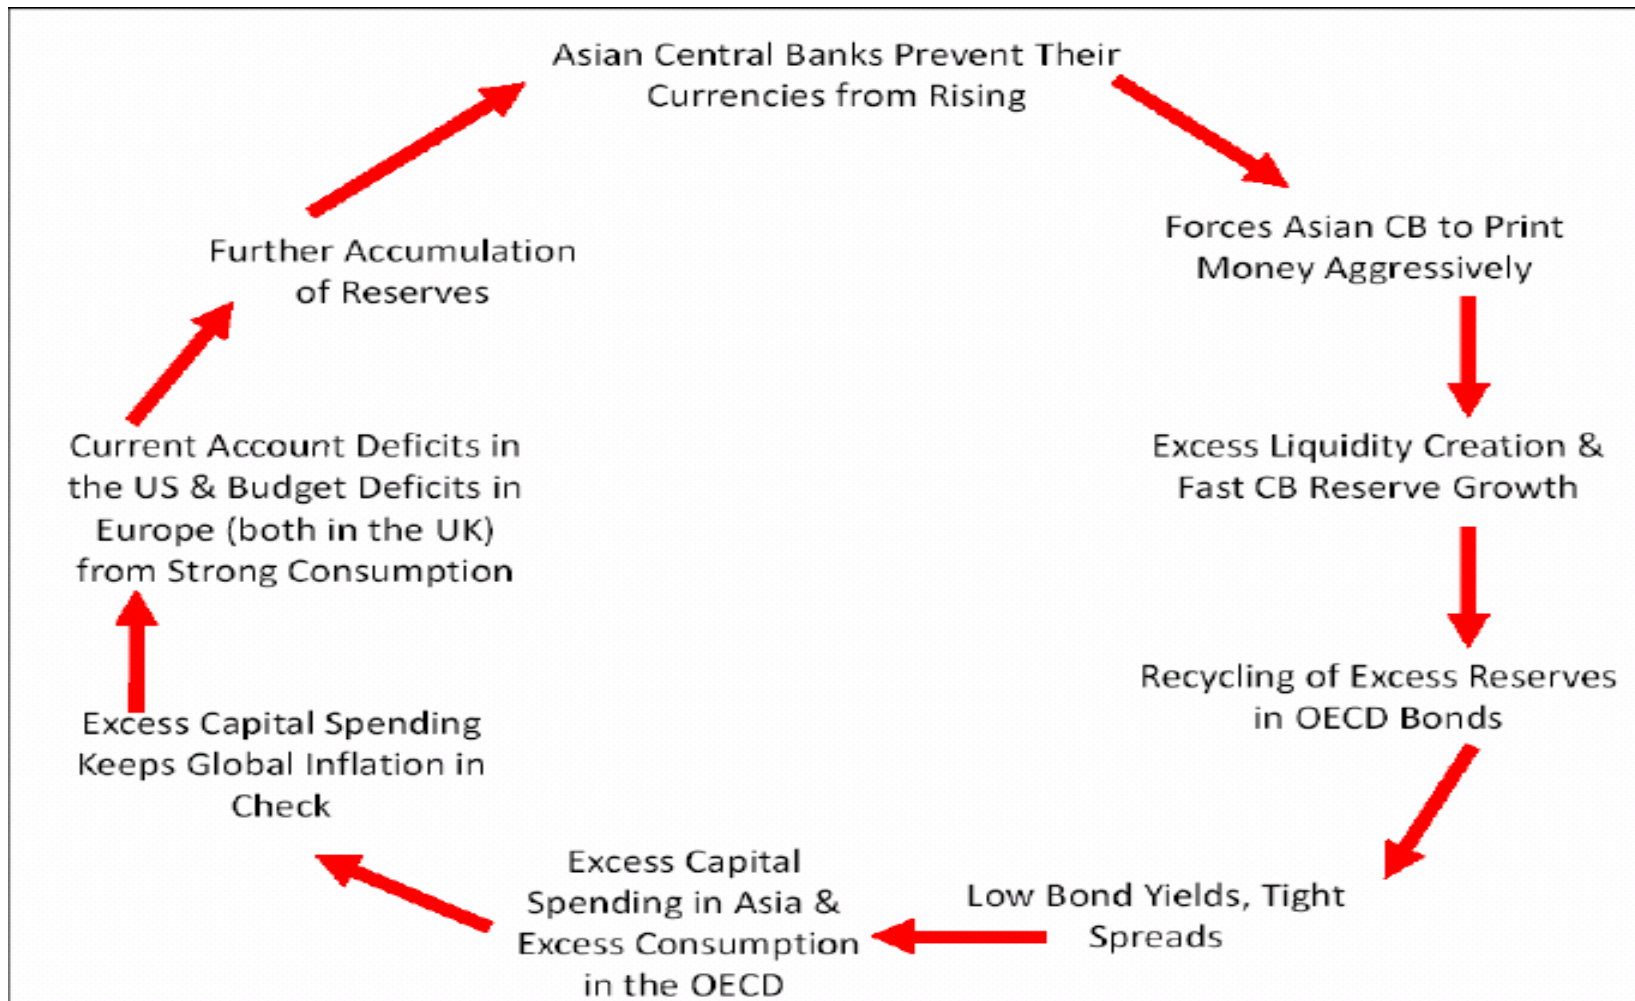 Asian Central Banks Prevent Their
Currencies from Rising
Forces Asian CB to Print
Money Aggressively
Excess Liquidity Creation &
Fast CB Reserve Growth
Recycling of Excess Reserves
in OECD Bonds
Low Bond Yields, Tight
Spreads
Excess Capital
Spending in Asia &
Excess Consumption
in the OECD
Excess Capital Spending
Keeps Global Inflation in
Check
Current Account Deficits in
the US & Budget Deficits in
Europe (both in the UK)
from Strong Consumption
Further Accumulation
of Reserves